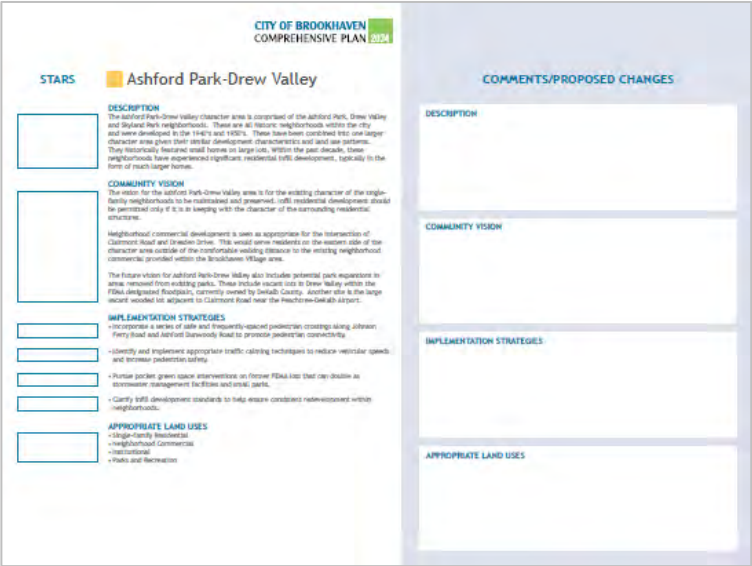 CITY OF BROOKHAVEN
COMPREHENSIVE PLAN 2034
STARS
Ashford Park-Drew Valley
DESCRIPTION
The Ashford Park-Drew Valley character area is comprised of the Ashford Park, Drew Valley
and Skyland Park neighborhoods. These are all historic neighborhoods within the city
and were developed in the 1940's and 1950's. These have been combined into one larger
character area given their similar development characteristics and land use patterns.
They historically featured small homes on large lots. Within the past decade, these
neighborhoods have experienced significant residential infill development, typically in the
form of much larger homes.
COMMUNITY VISION
The vision for the Ashford Park-Drew Valley area is for the existing character of the single-
family neighborhoods to be maintained and preserved. Infill residential development should
be permitted only if it is in keeping with the character of the surrounding residential
structures.
Neighborhood commercial development is seen as appropriate for the intersection of
Clairmont Road and Dresden Drive. This would serve residents on the eastern side of the
character area outside of the comfortable walking distance to the existing neighborhood
commercial provided within the Brookhaven Village area.
The future vision for Ashford Park-Drew Valley also includes potential park expansions in
areas removed from existing parks. These include vacant lots in Drew Valley within the
FEMA designated floodplain, currently owned by DeKalb County. Another site is the large
vacant wooded lot adjacent to Clairmont Road near the Peachtree-DeKalb Airport.
IMPLEMENTATION STRATEGIES
• Incorporate a series of safe and frequently-spaced pedestrian crossings along Johnson
Ferry Road and Ashford Dunwoody Road to promote pedestrian connectivity.
• Identify and implement appropriate traffic calming techniques to reduce vehicular speeds
and increase pedestrian safety.
• Pursue pocket green space interventions on former FEMA lots that can double as
stormwater management facilities and small parks.
• Clarify infill development standards to help ensure consistent redevelopment within
neighborhoods.
APPROPRIATE LAND USES
• Single-family Residential
• Neighborhood Commercial
• Institutional
• Parks and Recreation
COMMENTS/PROPOSED CHANGES
DESCRIPTION
COMMUNITY VISION
IMPLEMENTATION STRATEGIES
APPROPRIATE LAND USES